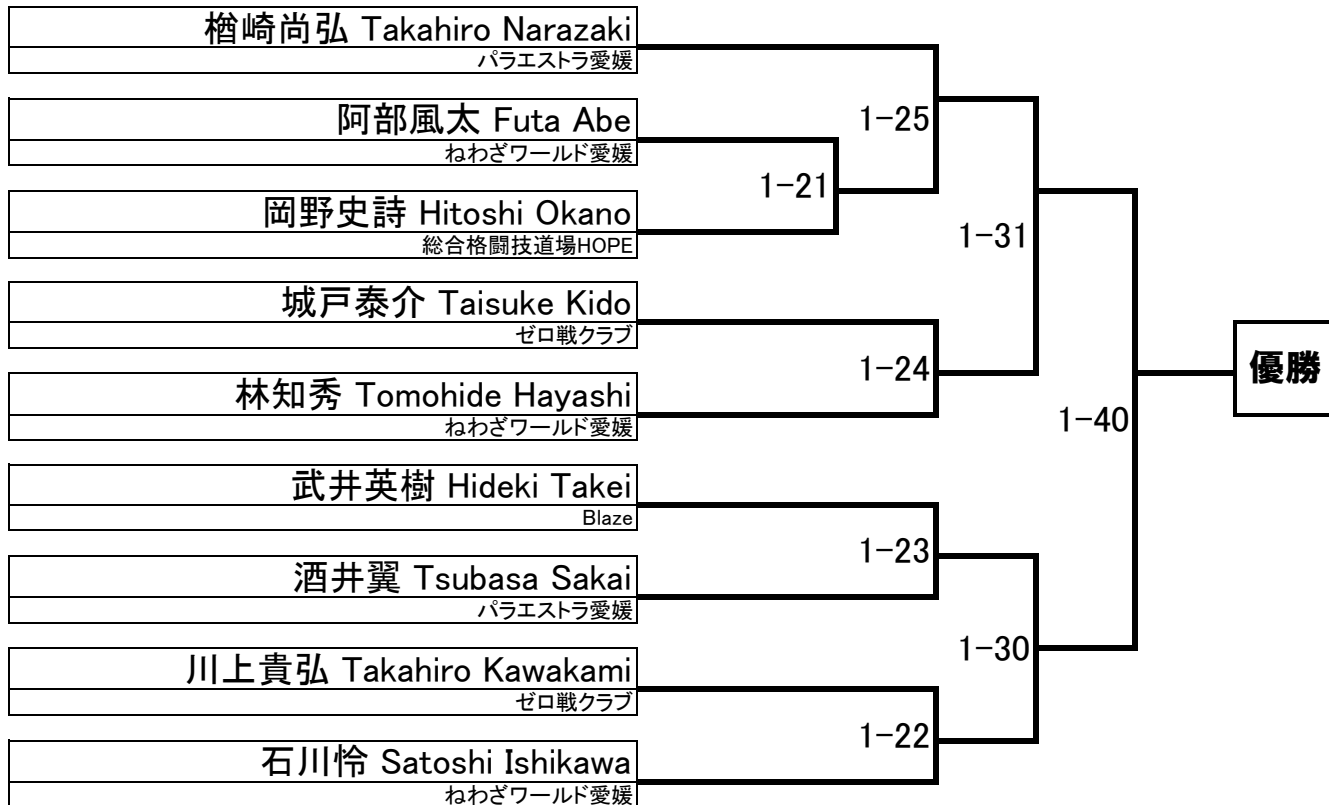 楢崎尚弘 Takahiro Narazaki
パラエストラ愛媛
阿部風太 Futa Abe
ねわざワールド愛媛
岡野史詩 Hitoshi Okano
総合格闘技道場HOPE
城戸泰介 Taisuke Kido
ゼロ戦クラブ
林知秀 Tomohide Hayashi
ねわざワールド愛媛
武井英樹 Hideki Takei
Blaze
酒井翼 Tsubasa Sakai
パラエストラ愛媛
川上貴弘 Takahiro Kawakami
ゼロ戦クラブ
石川怜 Satoshi Ishikawa
ねわざワールド愛媛
1-21
1-25
1-24
1-23
1-22
1-31
1-30
1-40
優勝